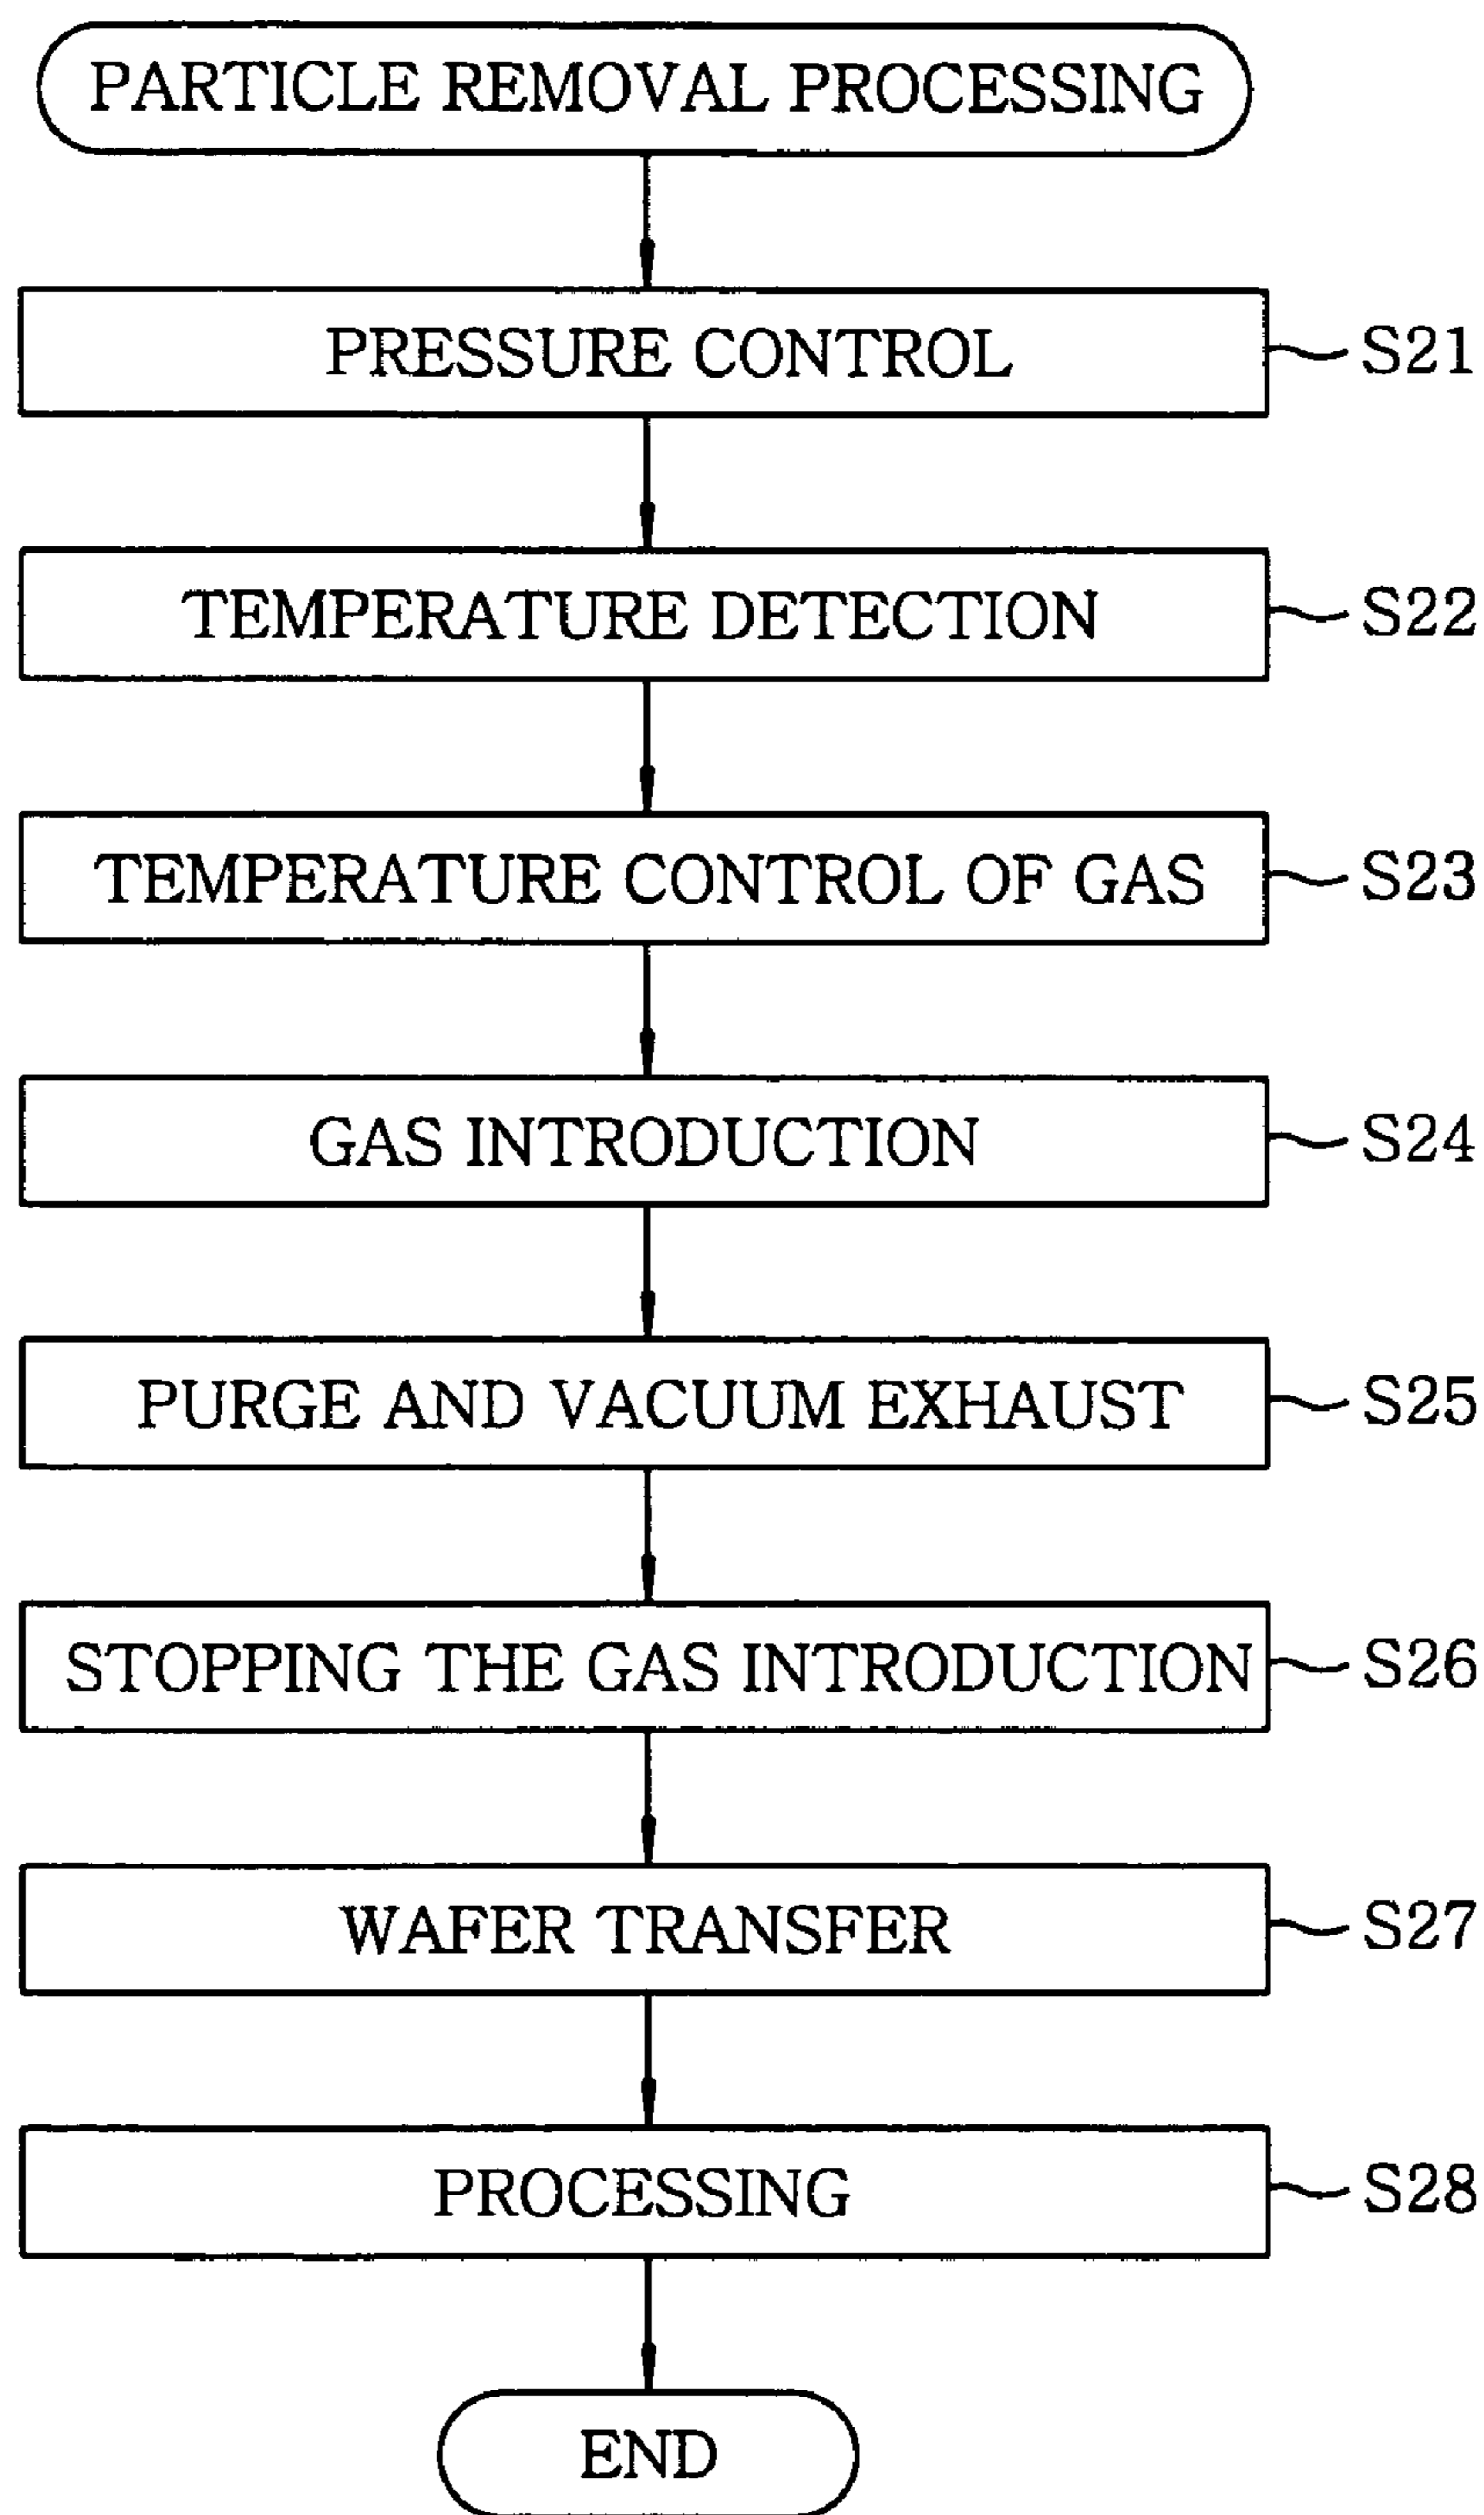 PARTICLE REMOVAL PROCESSING
PRESSURE CONTROL S21
TEMPERATURE DETECTION S22
TEMPERATURE CONTROL OF GAS S23
GAS INTRODUCTION S24
PURGE AND VACUUM EXHAUST S25
STOPPING THE GAS INTRODUCTION S26
WAFER TRANSFER S27
PROCESSING S28
END